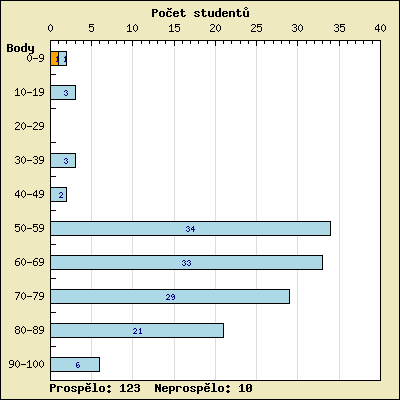 Počet studentů
0 5 10 15 20 25 30 35 40
Body
0-9 1 1
10-19 3
20-29
30-39 3
40-49 2
50-59 34
60-69 33
70-79 29
80-89 21
90-100 6
Prospělo: 123 Neprospělo: 10